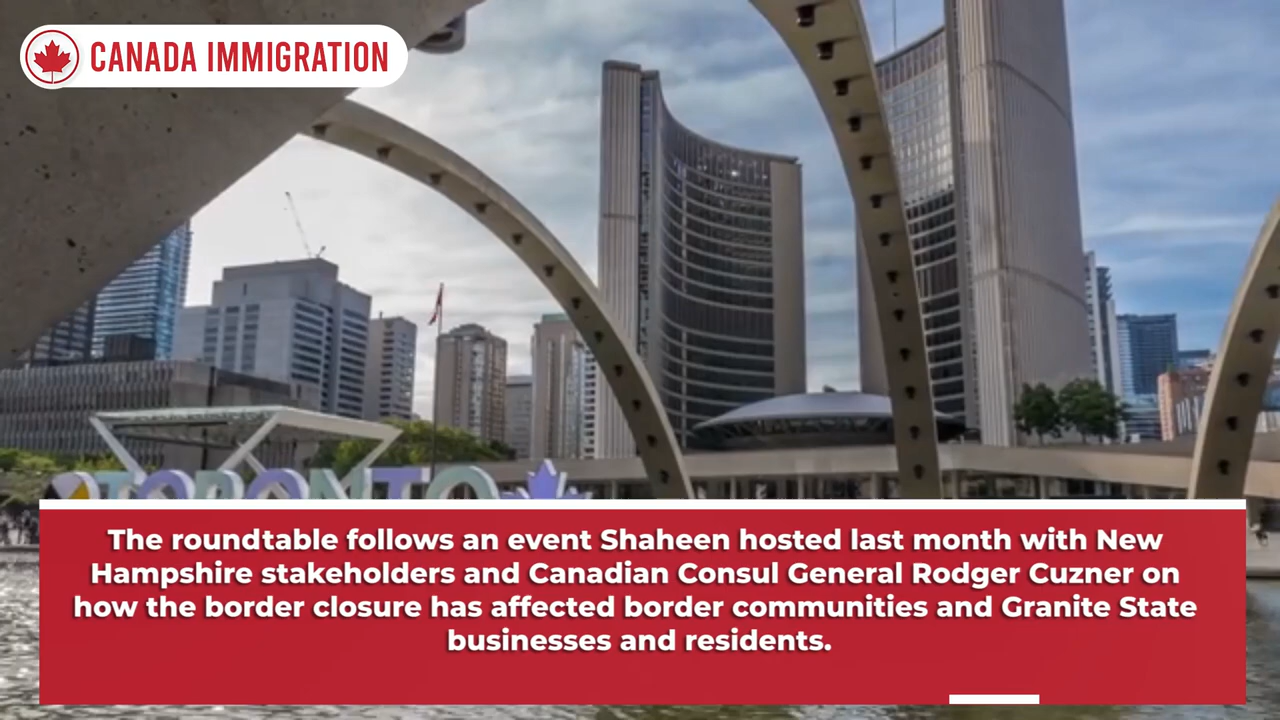 CANADA IMMIGRATION
TORONTO
The roundtable follows an event Shaheen hosted last month with New
Hampshire stakeholders and Canadian Consul General Rodger Cuzner on
how the border closure has affected border communities and Granite State
businesses and residents.